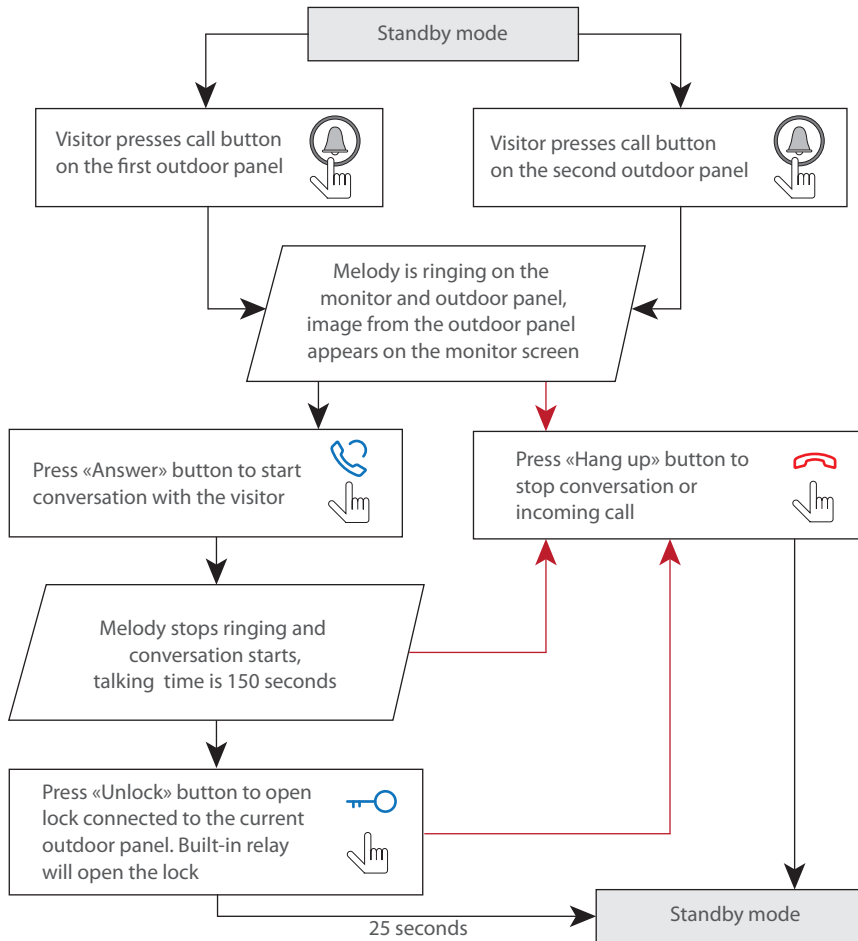 Standby mode
Visitor presses call button
on the first outdoor panel
Visitor presses call button
on the second outdoor panel
Melody is ringing on the
monitor and outdoor panel,
image from the outdoor panel
appears on the monitor screen
Press «Answer» button to start
conversation with the visitor
Press «Hang up» button to
stop conversation or
incoming call
Melody stops ringing and
conversation starts,
talking time is 150 seconds
Press «Unlock» button to open
lock connected to the current
outdoor panel. Built-in relay
will open the lock
25 seconds
Standby mode